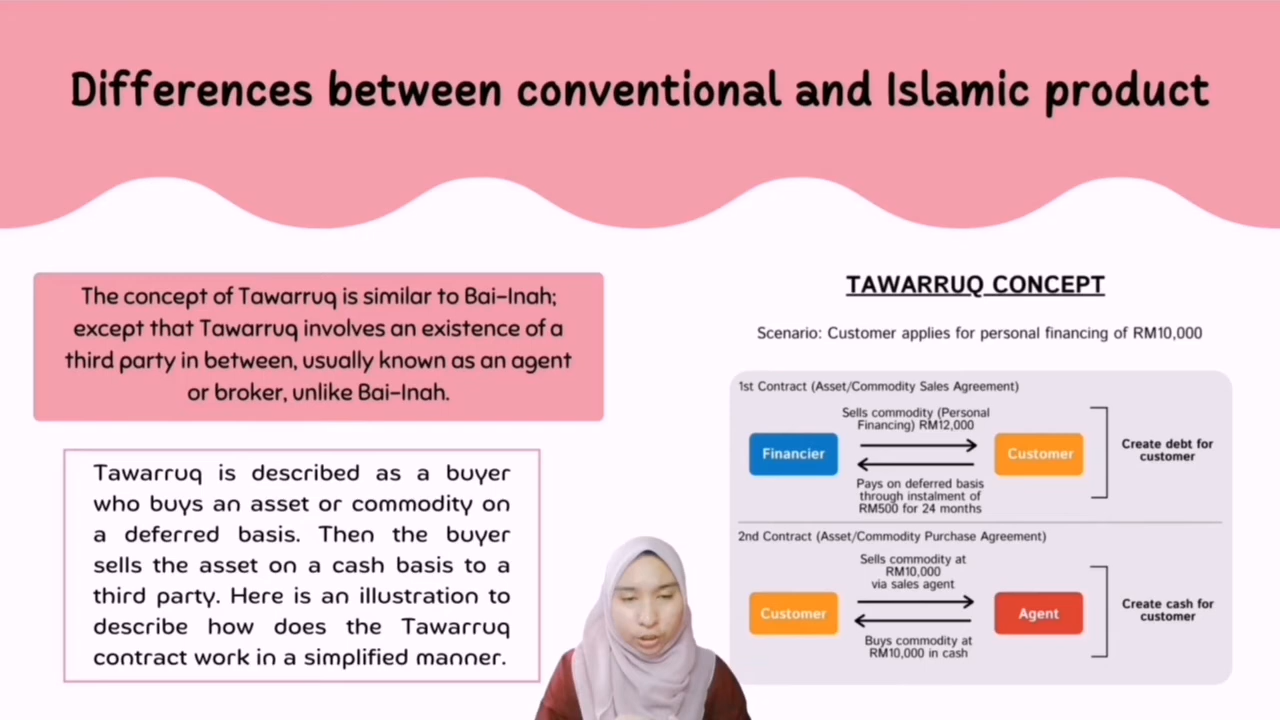 Differences between conventional and Islamic product
The concept of Tawarruq is similar to Bai-Inah;
except that Tawarruq involves an existence of a
third party in between, usually known as an agent
or broker, unlike Bai-Inah.
Tawarruq is described as a buyer
who buys an asset or commodity on
a deferred basis. Then the buyer
sells the asset on a cash basis to a
third party. Here is an illustration to
describe how does the Tawarruq
contract work in a simplified manner.
TAWARRUQ CONCEPT
Scenario: Customer applies for personal financing of RM10,000
1st Contract (Asset/Commodity Sales Agreement)
Sells commodity (Personal
Financing) RM12,000
Financier
Customer
Pays on deferred basis
through instalment of
RM500 for 24 months
Create debt for
customer
2nd Contract (Asset/Commodity Purchase Agreement)
Sells commodity at
RM10,000
via sales agent
Customer
Agent
Buys commodity at
RM10,000 in cash
Create cash for
customer